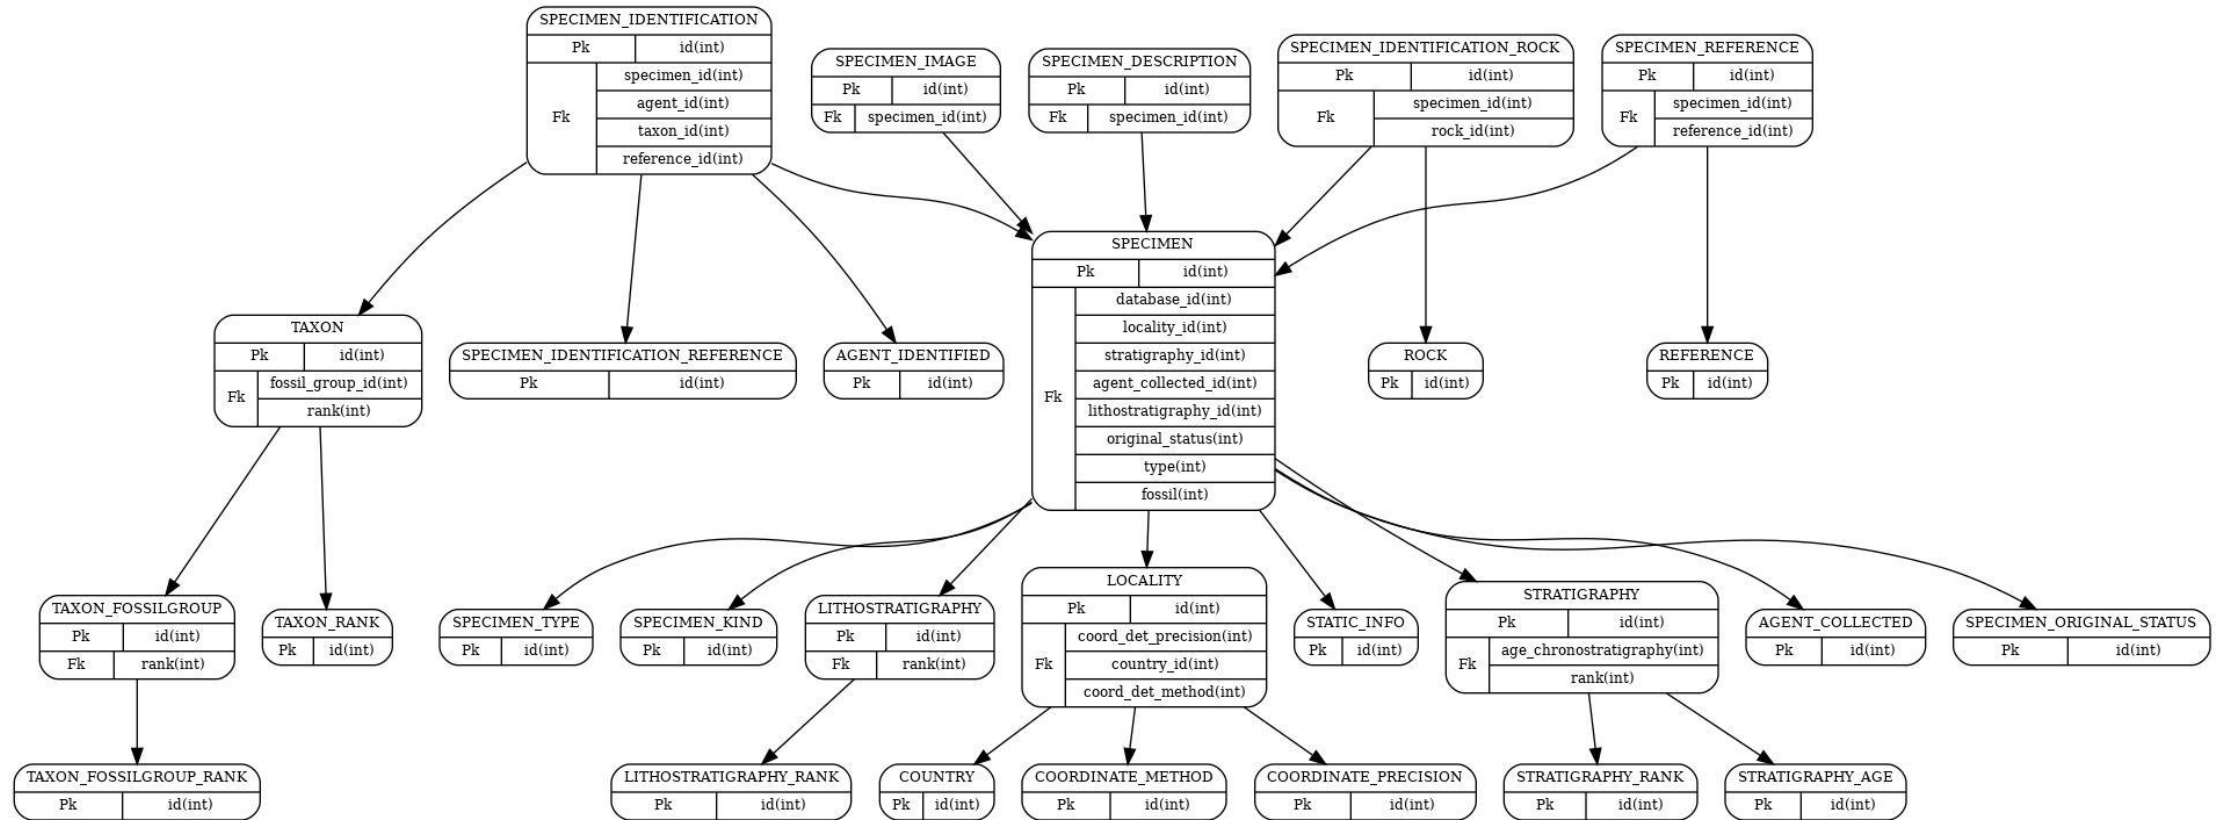 SPECIMEN_IDENTIFICATION
Pk id(int)
Fk
specimen_id(int)
agent_id(int)
taxon_id(int)
reference_id(int)
SPECIMEN_IMAGE
Pk id(int)
Fk specimen_id(int)
SPECIMEN_DESCRIPTION
Pk id(int)
Fk specimen_id(int)
SPECIMEN_IDENTIFICATION_ROCK
Pk id(int)
Fk
specimen_id(int)
rock_id(int)
SPECIMEN_REFERENCE
Pk id(int)
Fk
specimen_id(int)
reference_id(int)
SPECIMEN
Pk id(int)
Fk
database_id(int)
locality_id(int)
stratigraphy_id(int)
agent_collected_id(int)
lithostratigraphy_id(int)
original_status(int)
type(int)
fossil(int)
TAXON
Pk id(int)
Fk
fossil_group_id(int)
rank(int)
SPECIMEN_IDENTIFICATION_REFERENCE
Pk id(int)
AGENT_IDENTIFIED
Pk id(int)
ROCK
Pk id(int)
REFERENCE
Pk id(int)
TAXON_FOSSILGROUP
Pk id(int)
Fk rank(int)
TAXON_RANK
Pk id(int)
SPECIMEN_TYPE
Pk id(int)
SPECIMEN_KIND
Pk id(int)
LITHOSTRATIGRAPHY
Pk id(int)
Fk rank(int)
LOCALITY
Pk id(int)
Fk
coord_det_precision(int)
country_id(int)
coord_det_method(int)
STATIC_INFO
Pk id(int)
STRATIGRAPHY
Pk id(int)
Fk
age_chronostratigraphy(int)
rank(int)
AGENT_COLLECTED
Pk id(int)
SPECIMEN_ORIGINAL_STATUS
Pk id(int)
TAXON_FOSSILGROUP_RANK
Pk id(int)
LITHOSTRATIGRAPHY_RANK
Pk id(int)
COUNTRY
Pk id(int)
COORDINATE_METHOD
Pk id(int)
COORDINATE_PRECISION
Pk id(int)
STRATIGRAPHY_RANK
Pk id(int)
STRATIGRAPHY_AGE
Pk id(int)